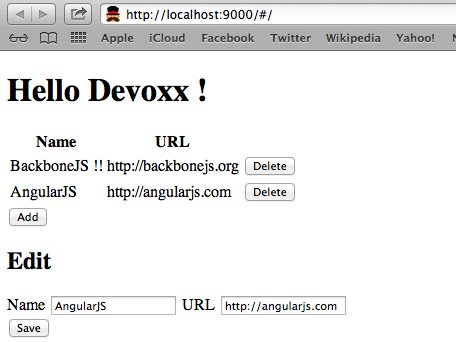 http://localhost:9000/#/
Apple iCloud Facebook Twitter Wikipedia Yahoo!
Hello Devoxx !
Name URL
BackboneJS !! http://backbonejs.org Delete
AngularJS http://angularjs.com Delete
Add
Edit
Name AngularJS URL http://angularjs.com
Save